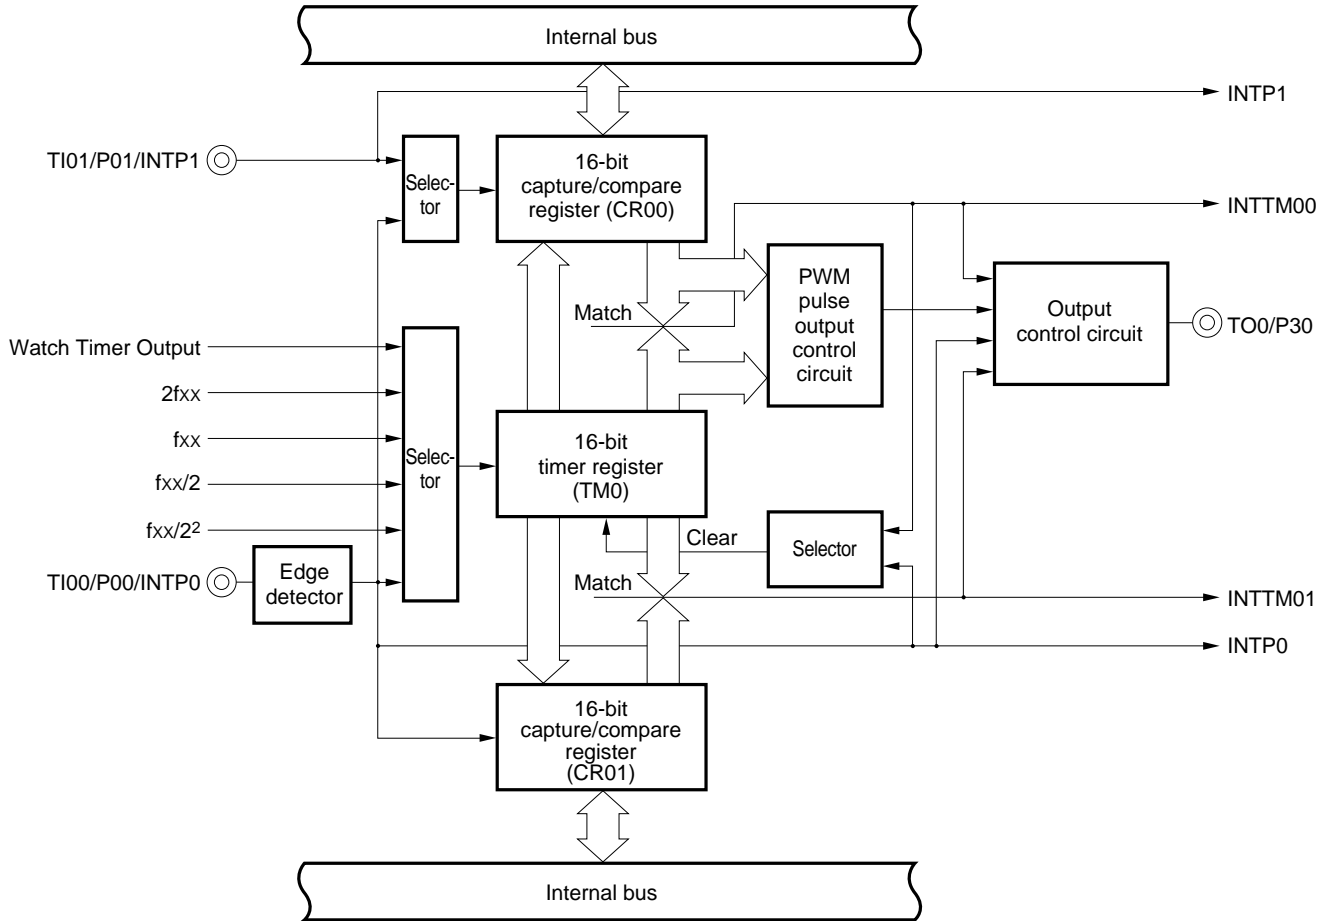 Internal bus
INTP1
TI01/P01/INTP1
Selec-
tor
16-bit
capture/compare
register (CR00)
INTTM00
PWM
pulse
output
control
circuit
Output
control circuit
TO0/P30
Match
Watch Timer Output
2fxx
fxx
fxx/2
fxx/2²
Selec-
tor
16-bit
timer register
(TM0)
Clear
Selector
TI00/P00/INTP0
Edge
detector
Match
INTTM01
INTP0
16-bit
capture/compare
register
(CR01)
Internal bus